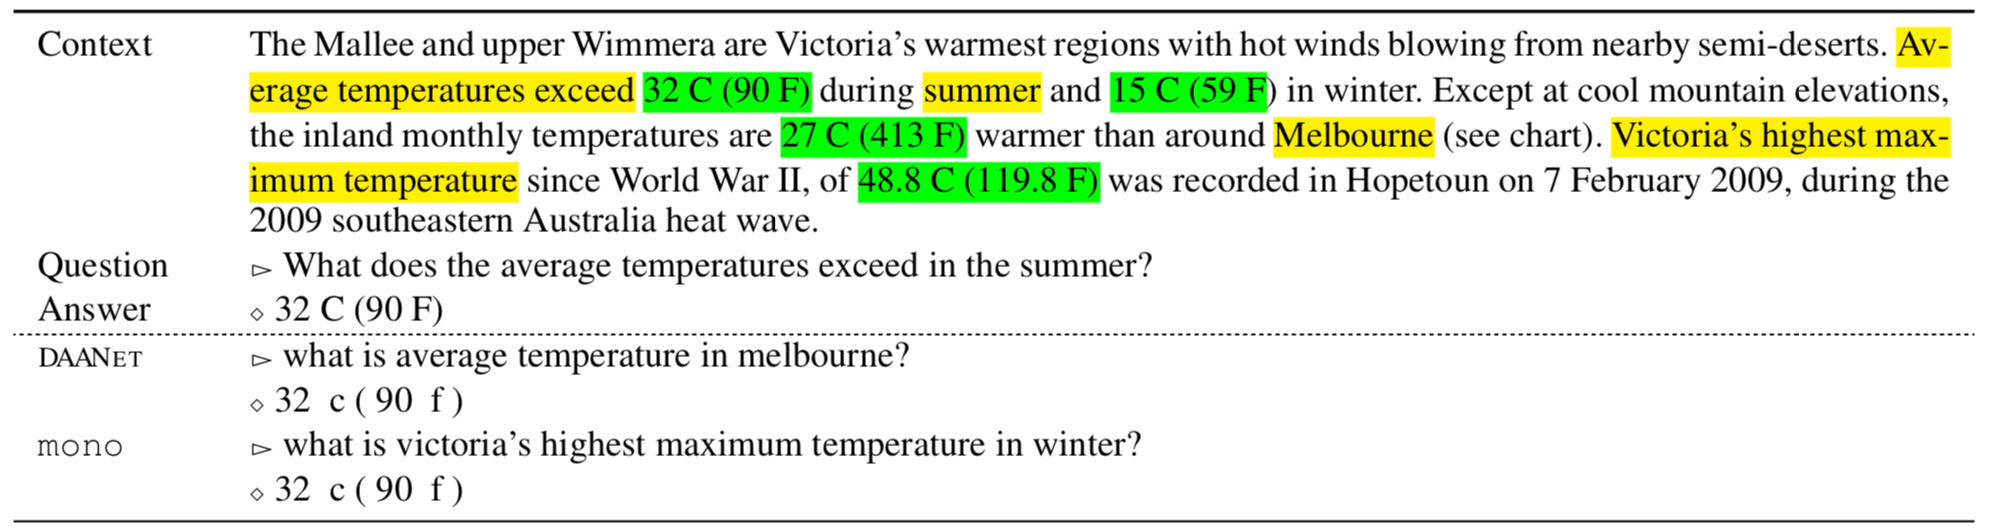 Context The Mallee and upper Wimmera are Victoria's warmest regions with hot winds blowing from nearby semi-deserts. Av-
erage temperatures exceed 32 C (90 F) during summer and 15 C (59 F) in winter. Except at cool mountain elevations,
the inland monthly temperatures are 27 C (413 F) warmer than around Melbourne (see chart). Victoria's highest max-
imum temperature since World War II, of 48.8 C (119.8 F) was recorded in Hopetoun on 7 February 2009, during the
2009 southeastern Australia heat wave.
Question ▻ What does the average temperatures exceed in the summer?
Answer ⋄ 32 C (90 F)
DAANET ▻ what is average temperature in melbourne?
⋄ 32 c ( 90 f )
mono ▻ what is victoria's highest maximum temperature in winter?
⋄ 32 c ( 90 f )